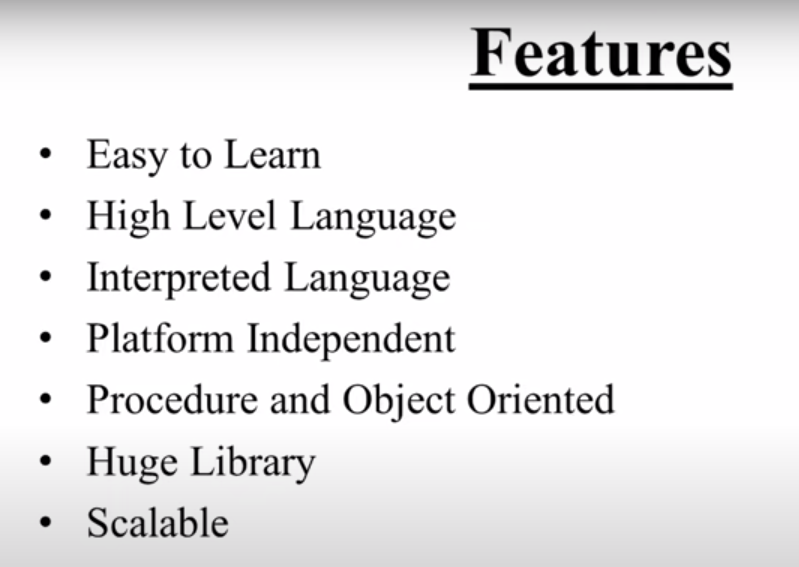 Features
• Easy to Learn
• High Level Language
• Interpreted Language
• Platform Independent
• Procedure and Object Oriented
• Huge Library
• Scalable